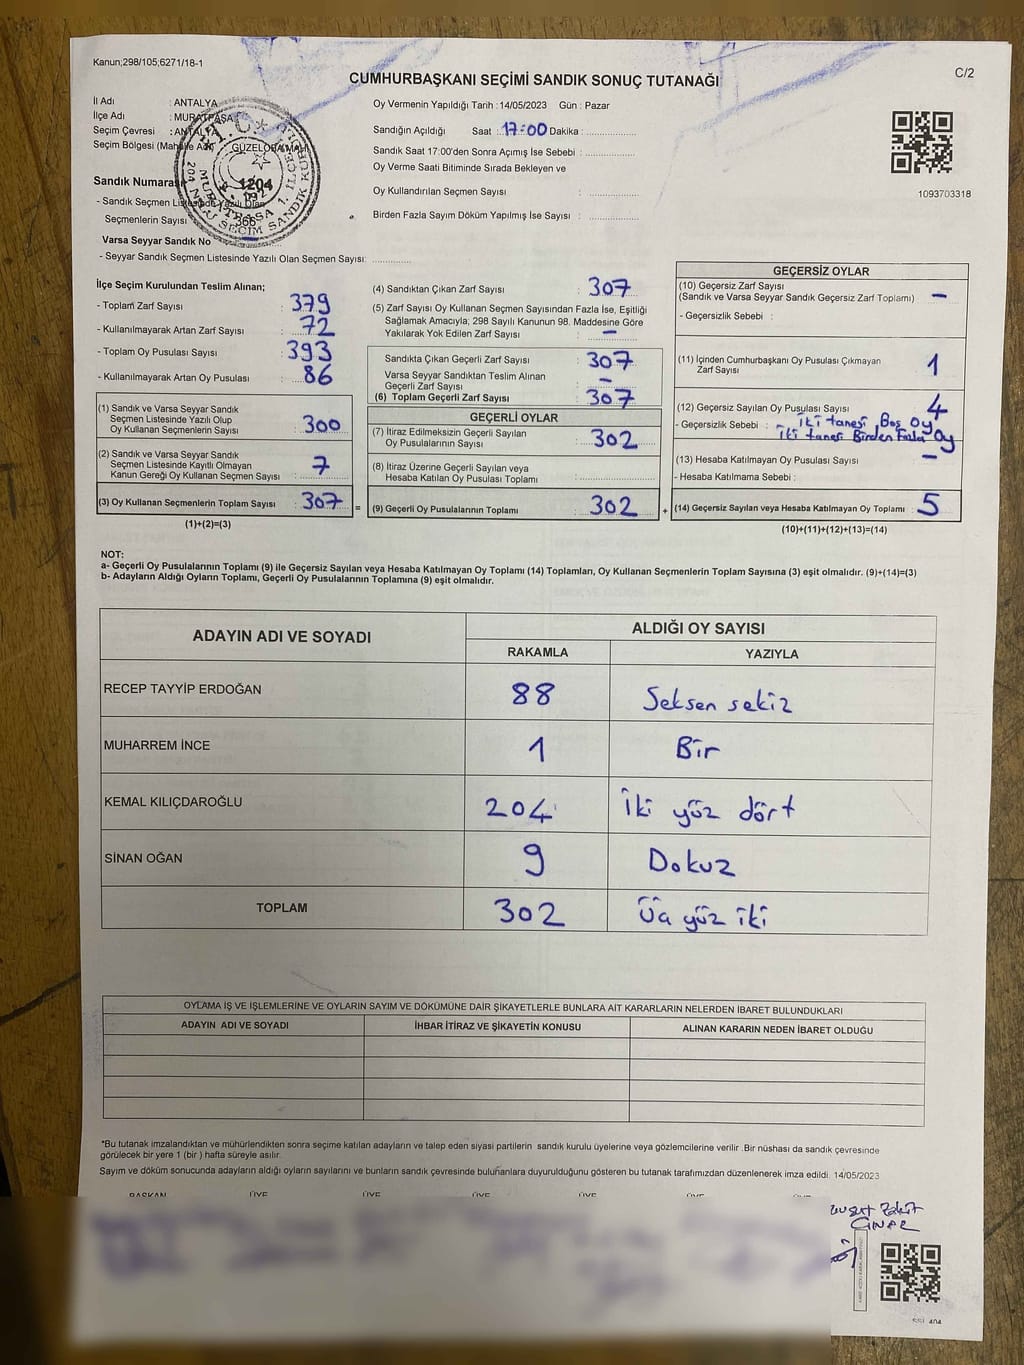 Kanun;298/105;6271/18-1
C/2
CUMHURBAŞKANI SEÇİMİ SANDIK SONUÇ TUTANAĞI
İl Adı : ANTALYA
İlçe Adı : MURATPAŞA
Seçim Çevresi : ANTALYA
Seçim Bölgesi (Mahalle Adı)
Sandık Numarası 1204
- Sandık Seçmen Listesinde Yazılı Olan
Seçmenlerin Sayısı 366
Varsa Seyyar Sandık No
- Seyyar Sandık Seçmen Listesinde Yazılı Olan Seçmen Sayısı: ..............
Oy Vermenin Yapıldığı Tarih : 14/05/2023 Gün : Pazar
Sandığın Açıldığı Saat : 17:00 Dakika : ..............
Sandık Saat 17:00'den Sonra Açımış İse Sebebi : ..............
Oy Verme Saati Bitiminde Sırada Bekleyen ve
Oy Kullandırılan Seçmen Sayısı : ..............
Birden Fazla Sayım Döküm Yapılmış İse Sayısı : ..............
1093703318
İlçe Seçim Kurulundan Teslim Alınan;
- Toplam Zarf Sayısı : 379
- Kullanılmayarak Artan Zarf Sayısı : 72
- Toplam Oy Pusulası Sayısı : 393
- Kullanılmayarak Artan Oy Pusulası : 86
(1) Sandık ve Varsa Seyyar Sandık
Seçmen Listesinde Yazılı Olup
Oy Kullanan Seçmenlerin Sayısı : 300
(2) Sandık ve Varsa Seyyar Sandık
Seçmen Listesinde Kayıtlı Olmayan
Kanun Gereği Oy Kullanan Seçmen Sayısı : 7
(3) Oy Kullanan Seçmenlerin Toplam Sayısı : 307
(1)+(2)=(3)
(4) Sandıktan Çıkan Zarf Sayısı : 307
(5) Zarf Sayısı Oy Kullanan Seçmen Sayısından Fazla İse, Eşitliği
Sağlamak Amacıyla, 298 Sayılı Kanunun 98. Maddesine Göre
Yakılarak Yok Edilen Zarf Sayısı : –
Sandıkta Çıkan Geçerli Zarf Sayısı : 307
Varsa Seyyar Sandıktan Teslim Alınan
Geçerli Zarf Sayısı : –
(6) Toplam Geçerli Zarf Sayısı : 307
GEÇERLİ OYLAR
(7) İtiraz Edilmeksizin Geçerli Sayılan
Oy Pusulalarının Sayısı : 302
(8) İtiraz Üzerine Geçerli Sayılan veya
Hesaba Katılan Oy Pusulası Toplamı : ..............
= (9) Geçerli Oy Pusulalarının Toplamı : 302
GEÇERSİZ OYLAR
(10) Geçersiz Zarf Sayısı
(Sandık ve Varsa Seyyar Sandık Geçersiz Zarf Toplamı) : –
- Geçersizlik Sebebi :
(11) İçinden Cumhurbaşkanı Oy Pusulası Çıkmayan
Zarf Sayısı : 1
(12) Geçersiz Sayılan Oy Pusulası Sayısı : 4
- Geçersizlik Sebebi : İki tanesi Boş Oy
İki tanesi Birden Fazla Oy
(13) Hesaba Katılmayan Oy Pusulası Sayısı : –
- Hesaba Katılmama Sebebi :
+ (14) Geçersiz Sayılan veya Hesaba Katılmayan Oy Toplamı : 5
(10)+(11)+(12)+(13)=(14)
NOT:
a- Geçerli Oy Pusulalarının Toplamı (9) ile Geçersiz Sayılan veya Hesaba Katılmayan Oy Toplamı (14) Toplamları, Oy Kullanan Seçmenlerin Toplam Sayısına (3) eşit olmalıdır. (9)+(14)=(3)
b- Adayların Aldığı Oyların Toplamı, Geçerli Oy Pusulalarının Toplamına (9) eşit olmalıdır.
ADAYIN ADI VE SOYADI
ALDIĞI OY SAYISI
RAKAMLA YAZIYLA
RECEP TAYYİP ERDOĞAN 88 Seksen sekiz
MUHARREM İNCE 1 Bir
KEMAL KILIÇDAROĞLU 204 İki yüz dört
SİNAN OĞAN 9 Dokuz
TOPLAM 302 Üç yüz iki
OYLAMA İŞ VE İŞLEMLERİNE VE OYLARIN SAYIM VE DÖKÜMÜNE DAİR ŞİKAYETLERLE BUNLARA AİT KARARLARIN NELERDEN İBARET BULUNDUKLARI
ADAYIN ADI VE SOYADI İHBAR İTİRAZ VE ŞİKAYETİN KONUSU ALINAN KARARIN NEDEN İBARET OLDUĞU
*Bu tutanak imzalandıktan ve mühürlendikten sonra seçime katılan adayların ve talep eden siyasi partilerin sandık kurulu üyelerine veya gözlemcilerine verilir. Bir nüshası da sandık çevresinde
görülecek bir yere 1 (bir) hafta süreyle asılır.
Sayım ve döküm sonucunda adayların aldığı oyların sayılarını ve bunların sandık çevresinde bulunanlara duyurulduğunu gösteren bu tutanak tarafımızdan düzenlenerek imza edildi. 14/05/2023
BAŞKAN ÜYE ÜYE ÜYE ÜYE ÜYE ÜYE
ÇINAR